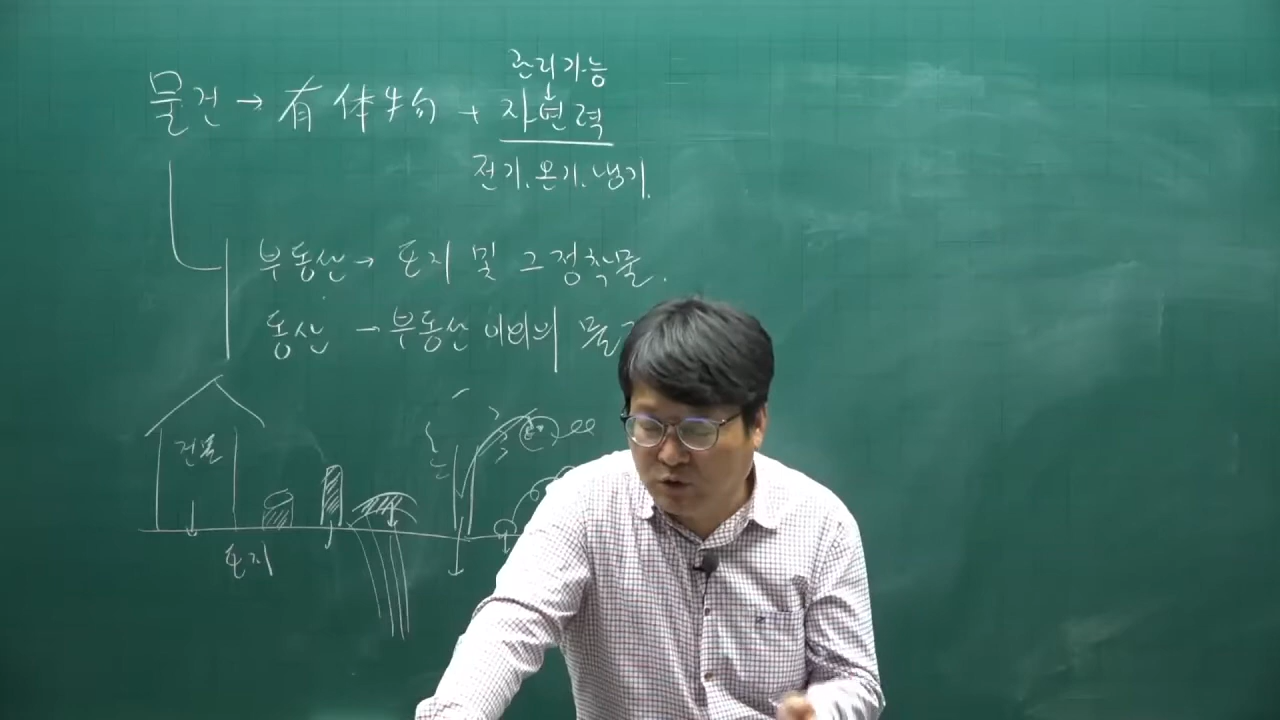 관리가능
물건 → 有体物 + 자연력
전기, 온기, 냉기.
부동산 → 토지 및 그 정착물.
동산 → 부동산 이외의 물
건물
토지